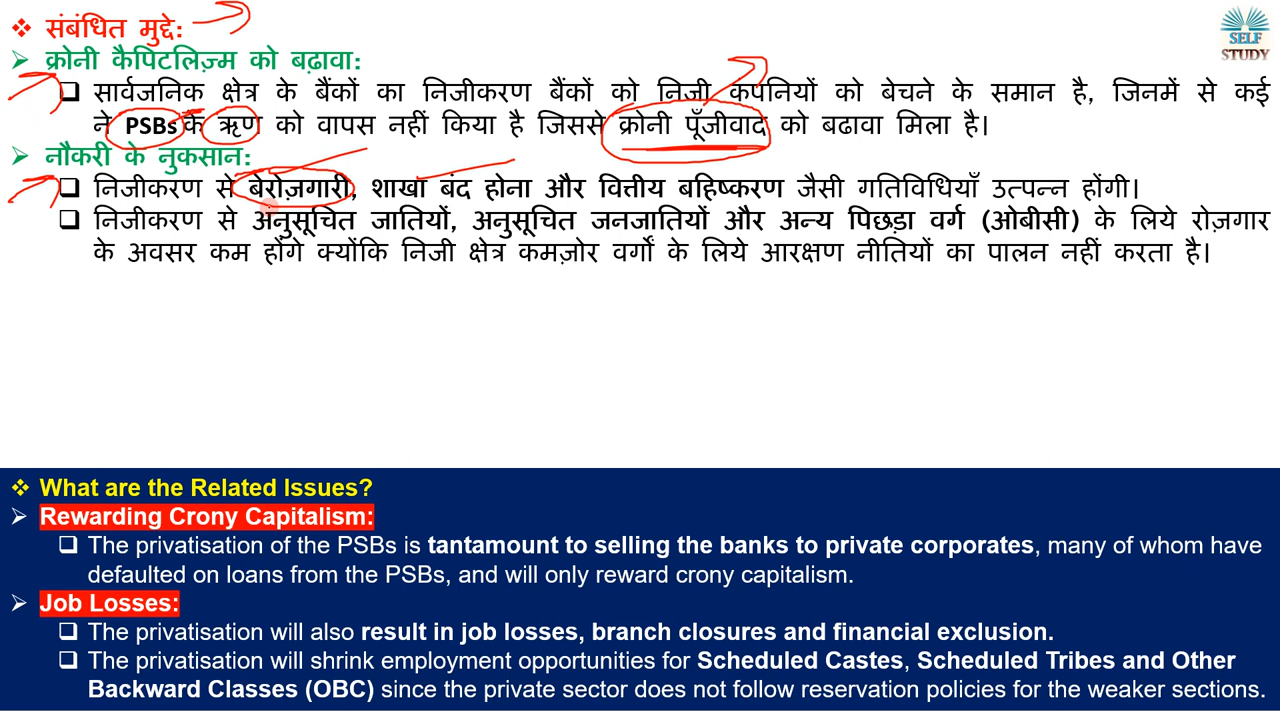 ❖ संबंधित मुद्दे:
SELF
STUDY
➢ क्रोनी कैपिटलिज़्म को बढ़ावा:
❑ सार्वजनिक क्षेत्र के बैंकों का निजीकरण बैंकों को निजी कंपनियों को बेचने के समान है, जिनमें से कई
ने PSBs के ऋण को वापस नहीं किया है जिससे क्रोनी पूँजीवाद को बढावा मिला है।
➢ नौकरी के नुकसान:
❑ निजीकरण से बेरोज़गारी, शाखा बंद होना और वित्तीय बहिष्करण जैसी गतिविधियाँ उत्पन्न होंगी।
❑ निजीकरण से अनुसूचित जातियों, अनुसूचित जनजातियों और अन्य पिछड़ा वर्ग (ओबीसी) के लिये रोज़गार
के अवसर कम होंगे क्योंकि निजी क्षेत्र कमज़ोर वर्गों के लिये आरक्षण नीतियों का पालन नहीं करता है।
❖ What are the Related Issues?
➢ Rewarding Crony Capitalism:
❑ The privatisation of the PSBs is tantamount to selling the banks to private corporates, many of whom have
defaulted on loans from the PSBs, and will only reward crony capitalism.
➢ Job Losses:
❑ The privatisation will also result in job losses, branch closures and financial exclusion.
❑ The privatisation will shrink employment opportunities for Scheduled Castes, Scheduled Tribes and Other
Backward Classes (OBC) since the private sector does not follow reservation policies for the weaker sections.